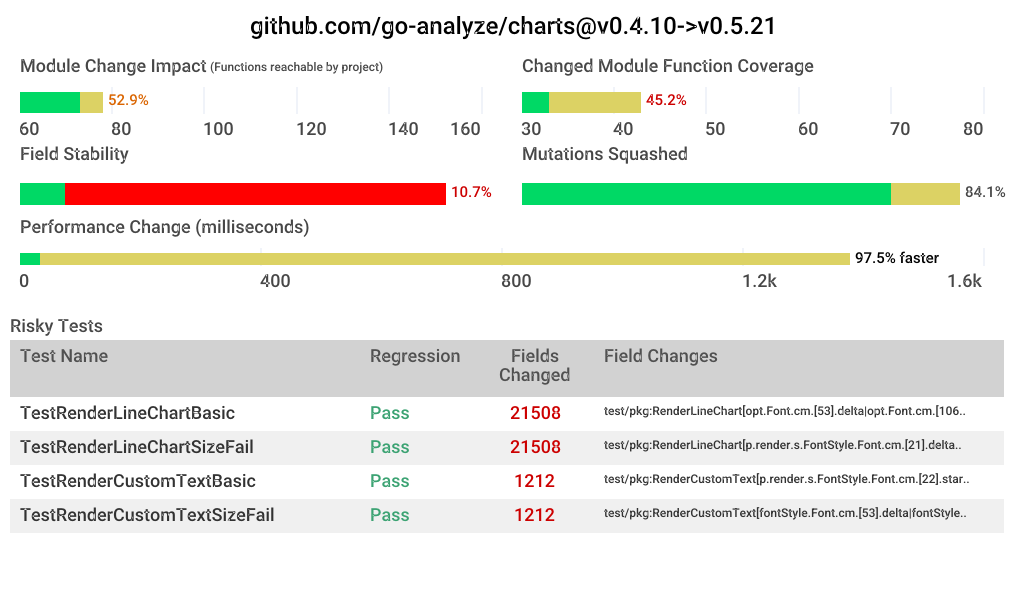 github.com/go-analyze/charts@v0.4.10->v0.5.21
Module Change Impact (Functions reachable by project)
52.9%
60 80 100 120 140 160
Changed Module Function Coverage
45.2%
30 40 50 60 70 80
Field Stability
10.7%
Mutations Squashed
84.1%
Performance Change (milliseconds)
97.5% faster
0 400 800 1.2k 1.6k
Risky Tests
Test Name Regression Fields Changed Field Changes
TestRenderLineChartBasic Pass 21508 test/pkg:RenderLineChart[opt.Font.cm.[53].delta|opt.Font.cm.[106..
TestRenderLineChartSizeFail Pass 21508 test/pkg:RenderLineChart[p.render.s.FontStyle.Font.cm.[21].delta..
TestRenderCustomTextBasic Pass 1212 test/pkg:RenderCustomText[p.render.s.FontStyle.Font.cm.[22].star..
TestRenderCustomTextSizeFail Pass 1212 test/pkg:RenderCustomText[fontStyle.Font.cm.[53].delta|fontStyle..